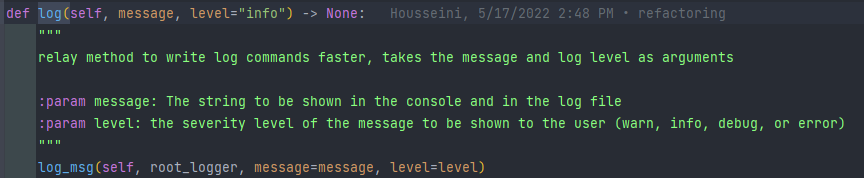 def log(self, message, level="info") -> None:    Housseini, 5/17/2022 2:48 PM • refactoring
"""
relay method to write log commands faster, takes the message and log level as arguments
:param message: The string to be shown in the console and in the log file
:param level: the severity level of the message to be shown to the user (warn, info, debug, or error)
"""
log_msg(self, root_logger, message=message, level=level)